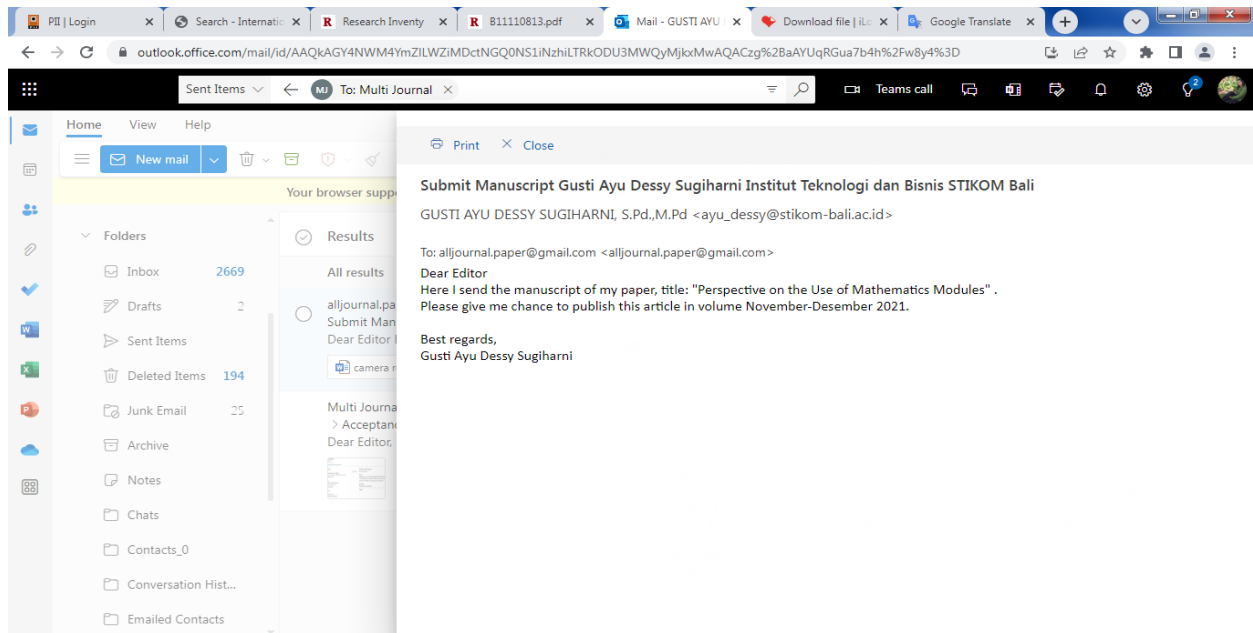 PII | Login
Search - Internatio
Research Inventy
B11110813.pdf
Mail - GUSTI AYU
Download file | iLo
Google Translate
outlook.office.com/mail/id/AAQkAGY4NWM4YmZILWZiMDctNGQ0NS1iNzhiLTRkODU3MWQyMjkxMwAQACzg%2BaAYUqRGua7b4h%2Fw8y4%3D
Sent Items
MJ To: Multi Journal
Teams call
2
Home View Help
New mail
Print Close
Your browser suppo
Folders
Inbox 2669
Drafts 2
Sent Items
Deleted Items 194
Junk Email 25
Archive
Notes
Chats
Contacts_0
Conversation Hist...
Emailed Contacts
Results
All results
alljournal.pa
Submit Man
Dear Editor
camera r
Multi Journa
> Acceptan
Dear Editor,
Submit Manuscript Gusti Ayu Dessy Sugiharni Institut Teknologi dan Bisnis STIKOM Bali
GUSTI AYU DESSY SUGIHARNI, S.Pd.,M.Pd <ayu_dessy@stikom-bali.ac.id>
To: alljournal.paper@gmail.com <alljournal.paper@gmail.com>
Dear Editor
Here I send the manuscript of my paper, title: "Perspective on the Use of Mathematics Modules" .
Please give me chance to publish this article in volume November-Desember 2021.
Best regards,
Gusti Ayu Dessy Sugiharni